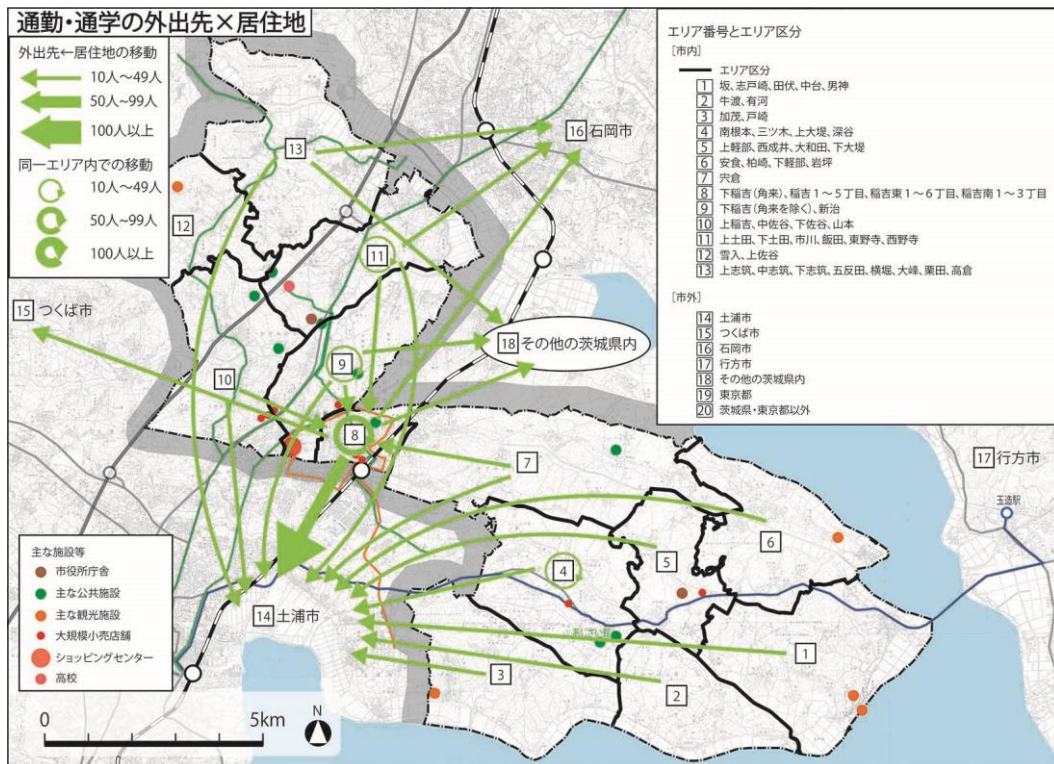 通勤・通学の外出先×居住地
外出先←居住地の移動
10人～49人
50人～99人
100人以上
同一エリア内での移動
10人～49人
50人～99人
100人以上
エリア番号とエリア区分
[市内]
エリア区分
1 坂、志戸崎、田伏、中台、男神
2 牛渡、有河
3 加茂、戸崎
4 南根本、三ツ木、上大堤、深谷
5 上軽部、西成井、大和田、下大堤
6 安食、柏崎、下軽部、岩坪
7 宍倉
8 下稲吉（角来）、稲吉1～5丁目、稲吉東1～6丁目、稲吉南1～3丁目
9 下稲吉（角来を除く）、新治
10 上稲吉、中佐谷、下佐谷、山本
11 上土田、下土田、市川、飯田、東野寺、西野寺
12 雪入、上佐谷
13 上志筑、中志筑、下志筑、五反田、横堀、大峰、栗田、高倉
[市外]
14 土浦市
15 つくば市
16 石岡市
17 行方市
18 その他の茨城県内
19 東京都
20 茨城県・東京都以外
16 石岡市
13
12
11
15 つくば市
18 その他の茨城県内
9
10
8
7
17 行方市
玉造駅
6
5
4
14 土浦市
1
3
2
主な施設等
市役所庁舎
主な公共施設
主な観光施設
大規模小売店舗
ショッピングセンター
高校
0 5km
N